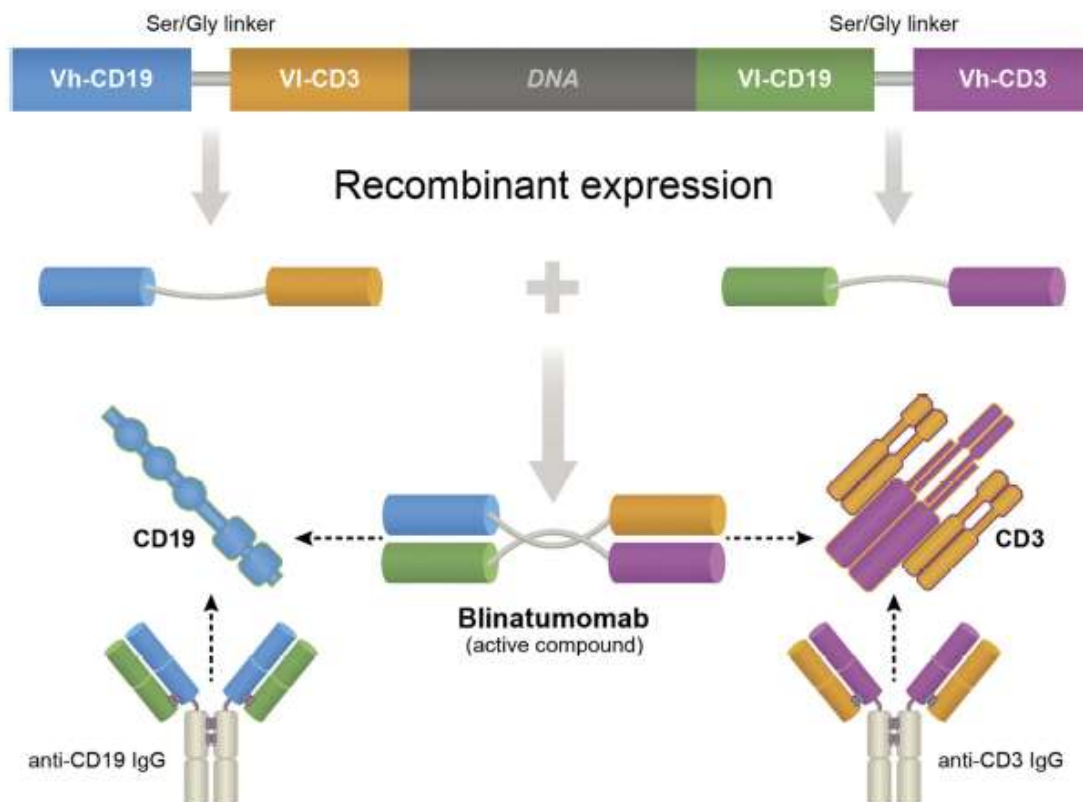 Ser/Gly linker
Ser/Gly linker
Vh-CD19
Vl-CD3
DNA
Vl-CD19
Vh-CD3
Recombinant expression
CD19
CD3
Blinatumomab
(active compound)
anti-CD19 IgG
anti-CD3 IgG